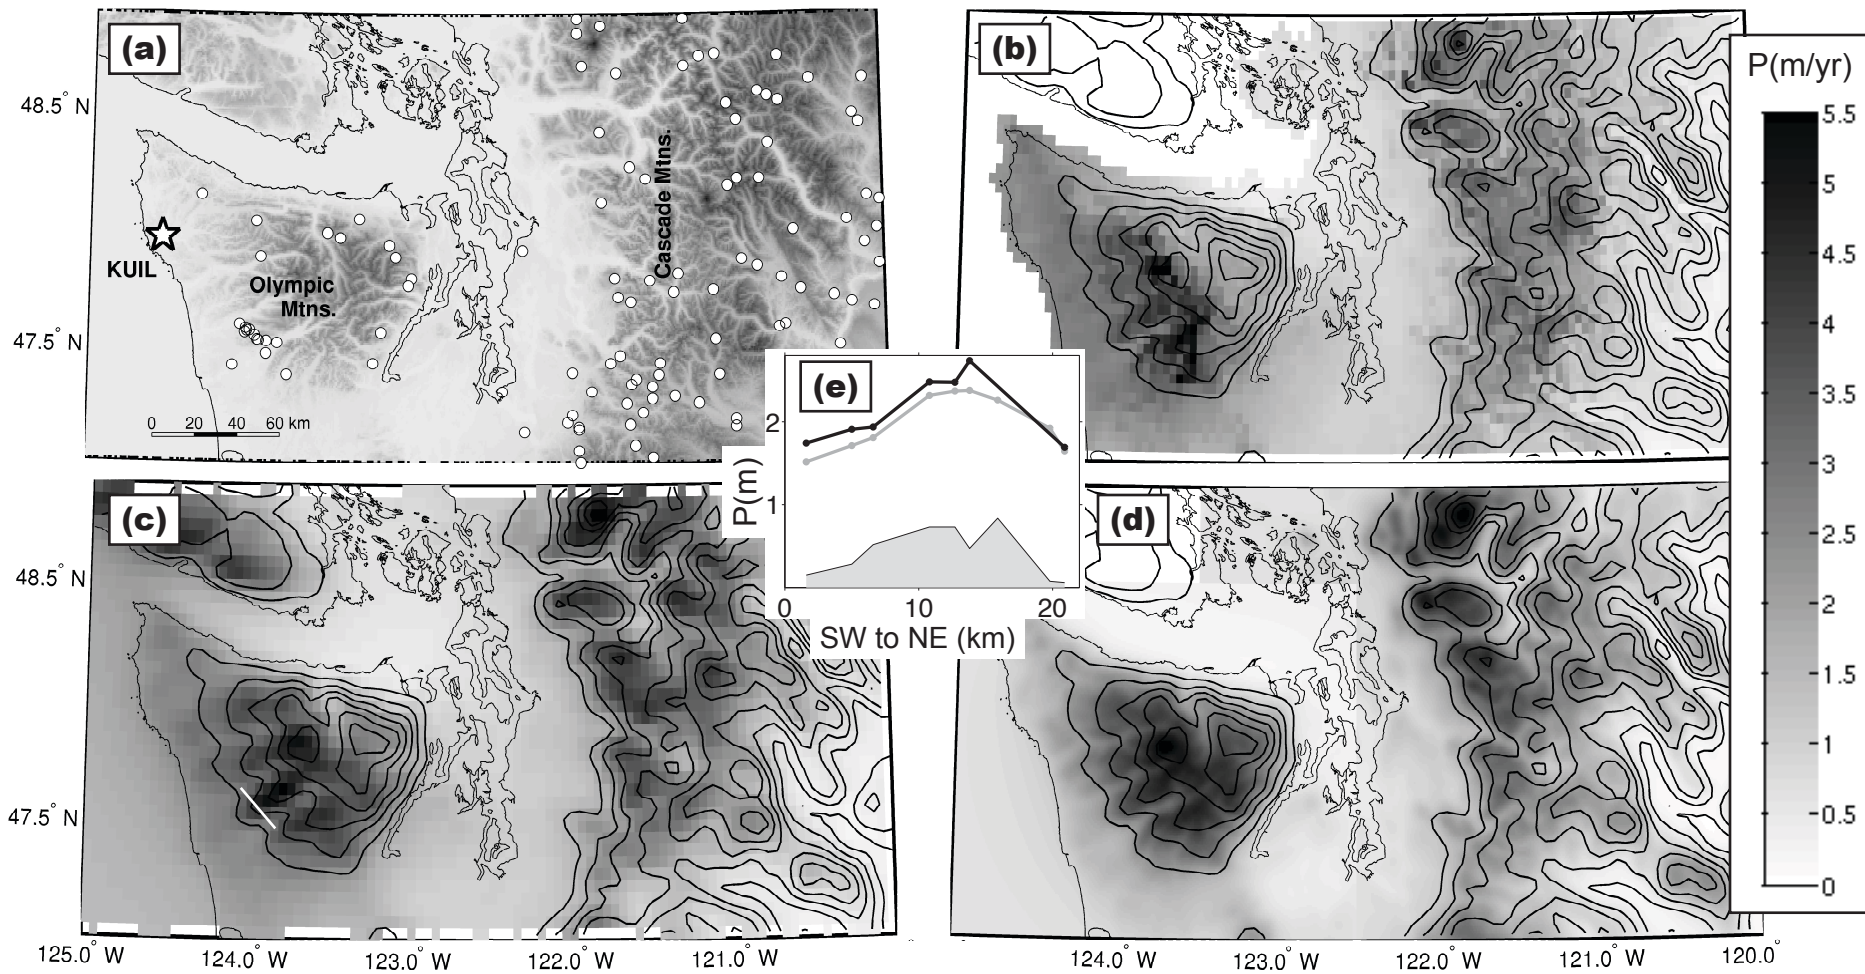 (a)
48.5° N
KUIL
Olympic
Mtns.
Cascade Mtns.
47.5° N
0 20 40 60 km
(b)
P(m/yr)
5.5
5
4.5
4
3.5
3
2.5
2
1.5
1
0.5
0
(e)
2
1
P(m)
0 10 20
SW to NE (km)
(c)
48.5° N
47.5° N
125.0° W 124.0° W 123.0° W 122.0° W 121.0° W
(d)
124.0° W 123.0° W 122.0° W 121.0° W 120.0°